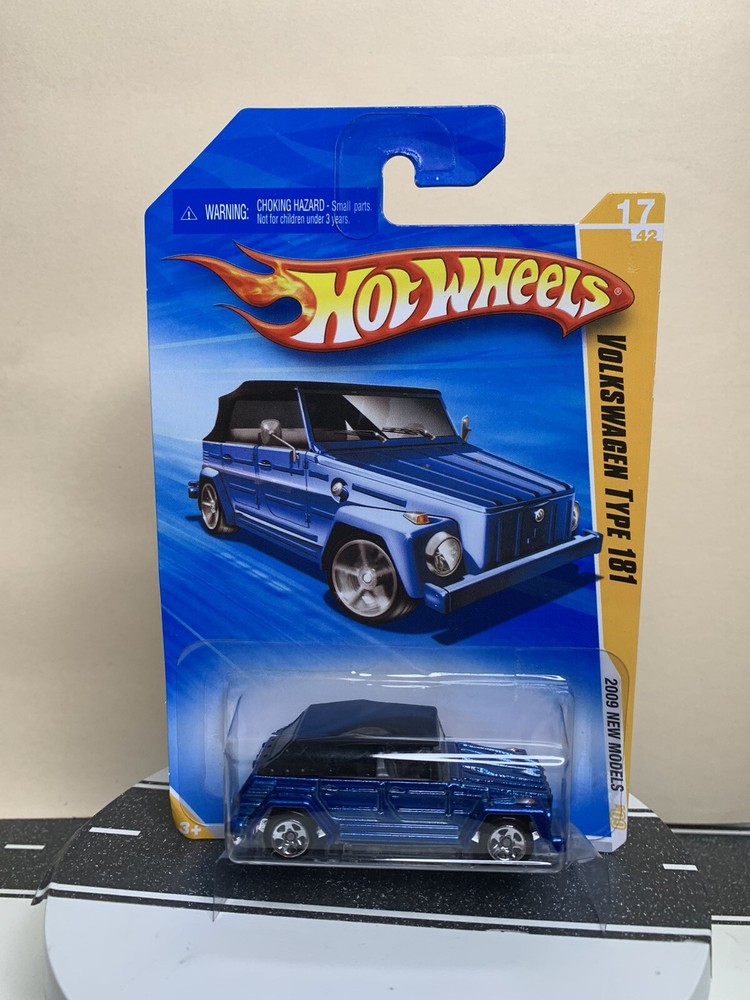 WARNING: CHOKING HAZARD - Small parts.
Not for children under 3 years.
17
42
HOT WHEELS®
VOLKSWAGEN TYPE 181
2009 NEW MODELS '09
3+